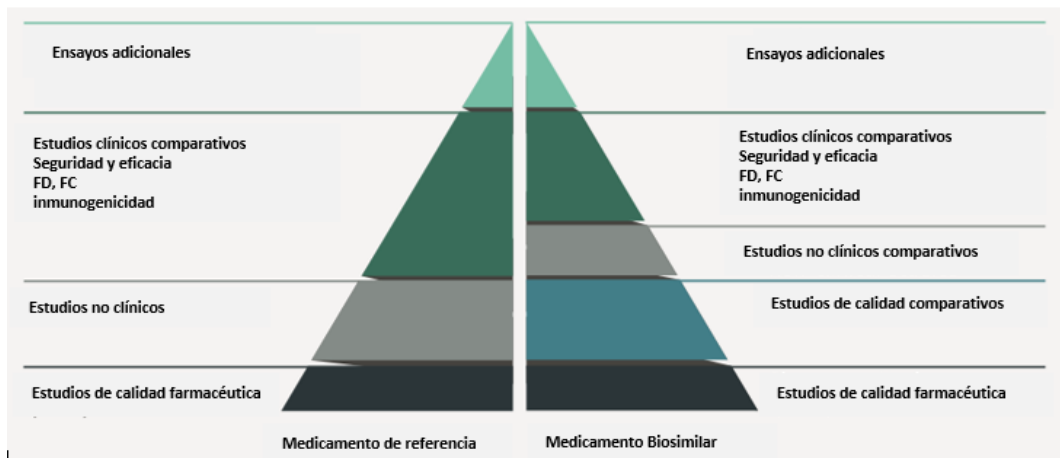 Ensayos adicionales
Estudios clínicos comparativos
Seguridad y eficacia
FD, FC
inmunogenicidad
Estudios no clínicos
Estudios de calidad farmacéutica
Medicamento de referencia
Ensayos adicionales
Estudios clínicos comparativos
Seguridad y eficacia
FD, FC
inmunogenicidad
Estudios no clínicos comparativos
Estudios de calidad comparativos
Estudios de calidad farmacéutica
Medicamento Biosimilar